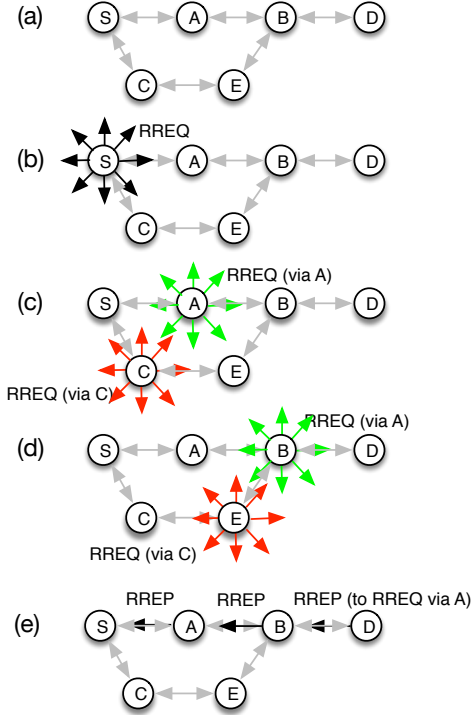 (a)
S A B D
C E
(b)
RREQ
S A B D
C E
(c)
RREQ (via A)
S A B D
C E
RREQ (via C)
(d)
RREQ (via A)
S A B D
C E
RREQ (via C)
(e)
RREP RREP RREP (to RREQ via A)
S A B D
C E